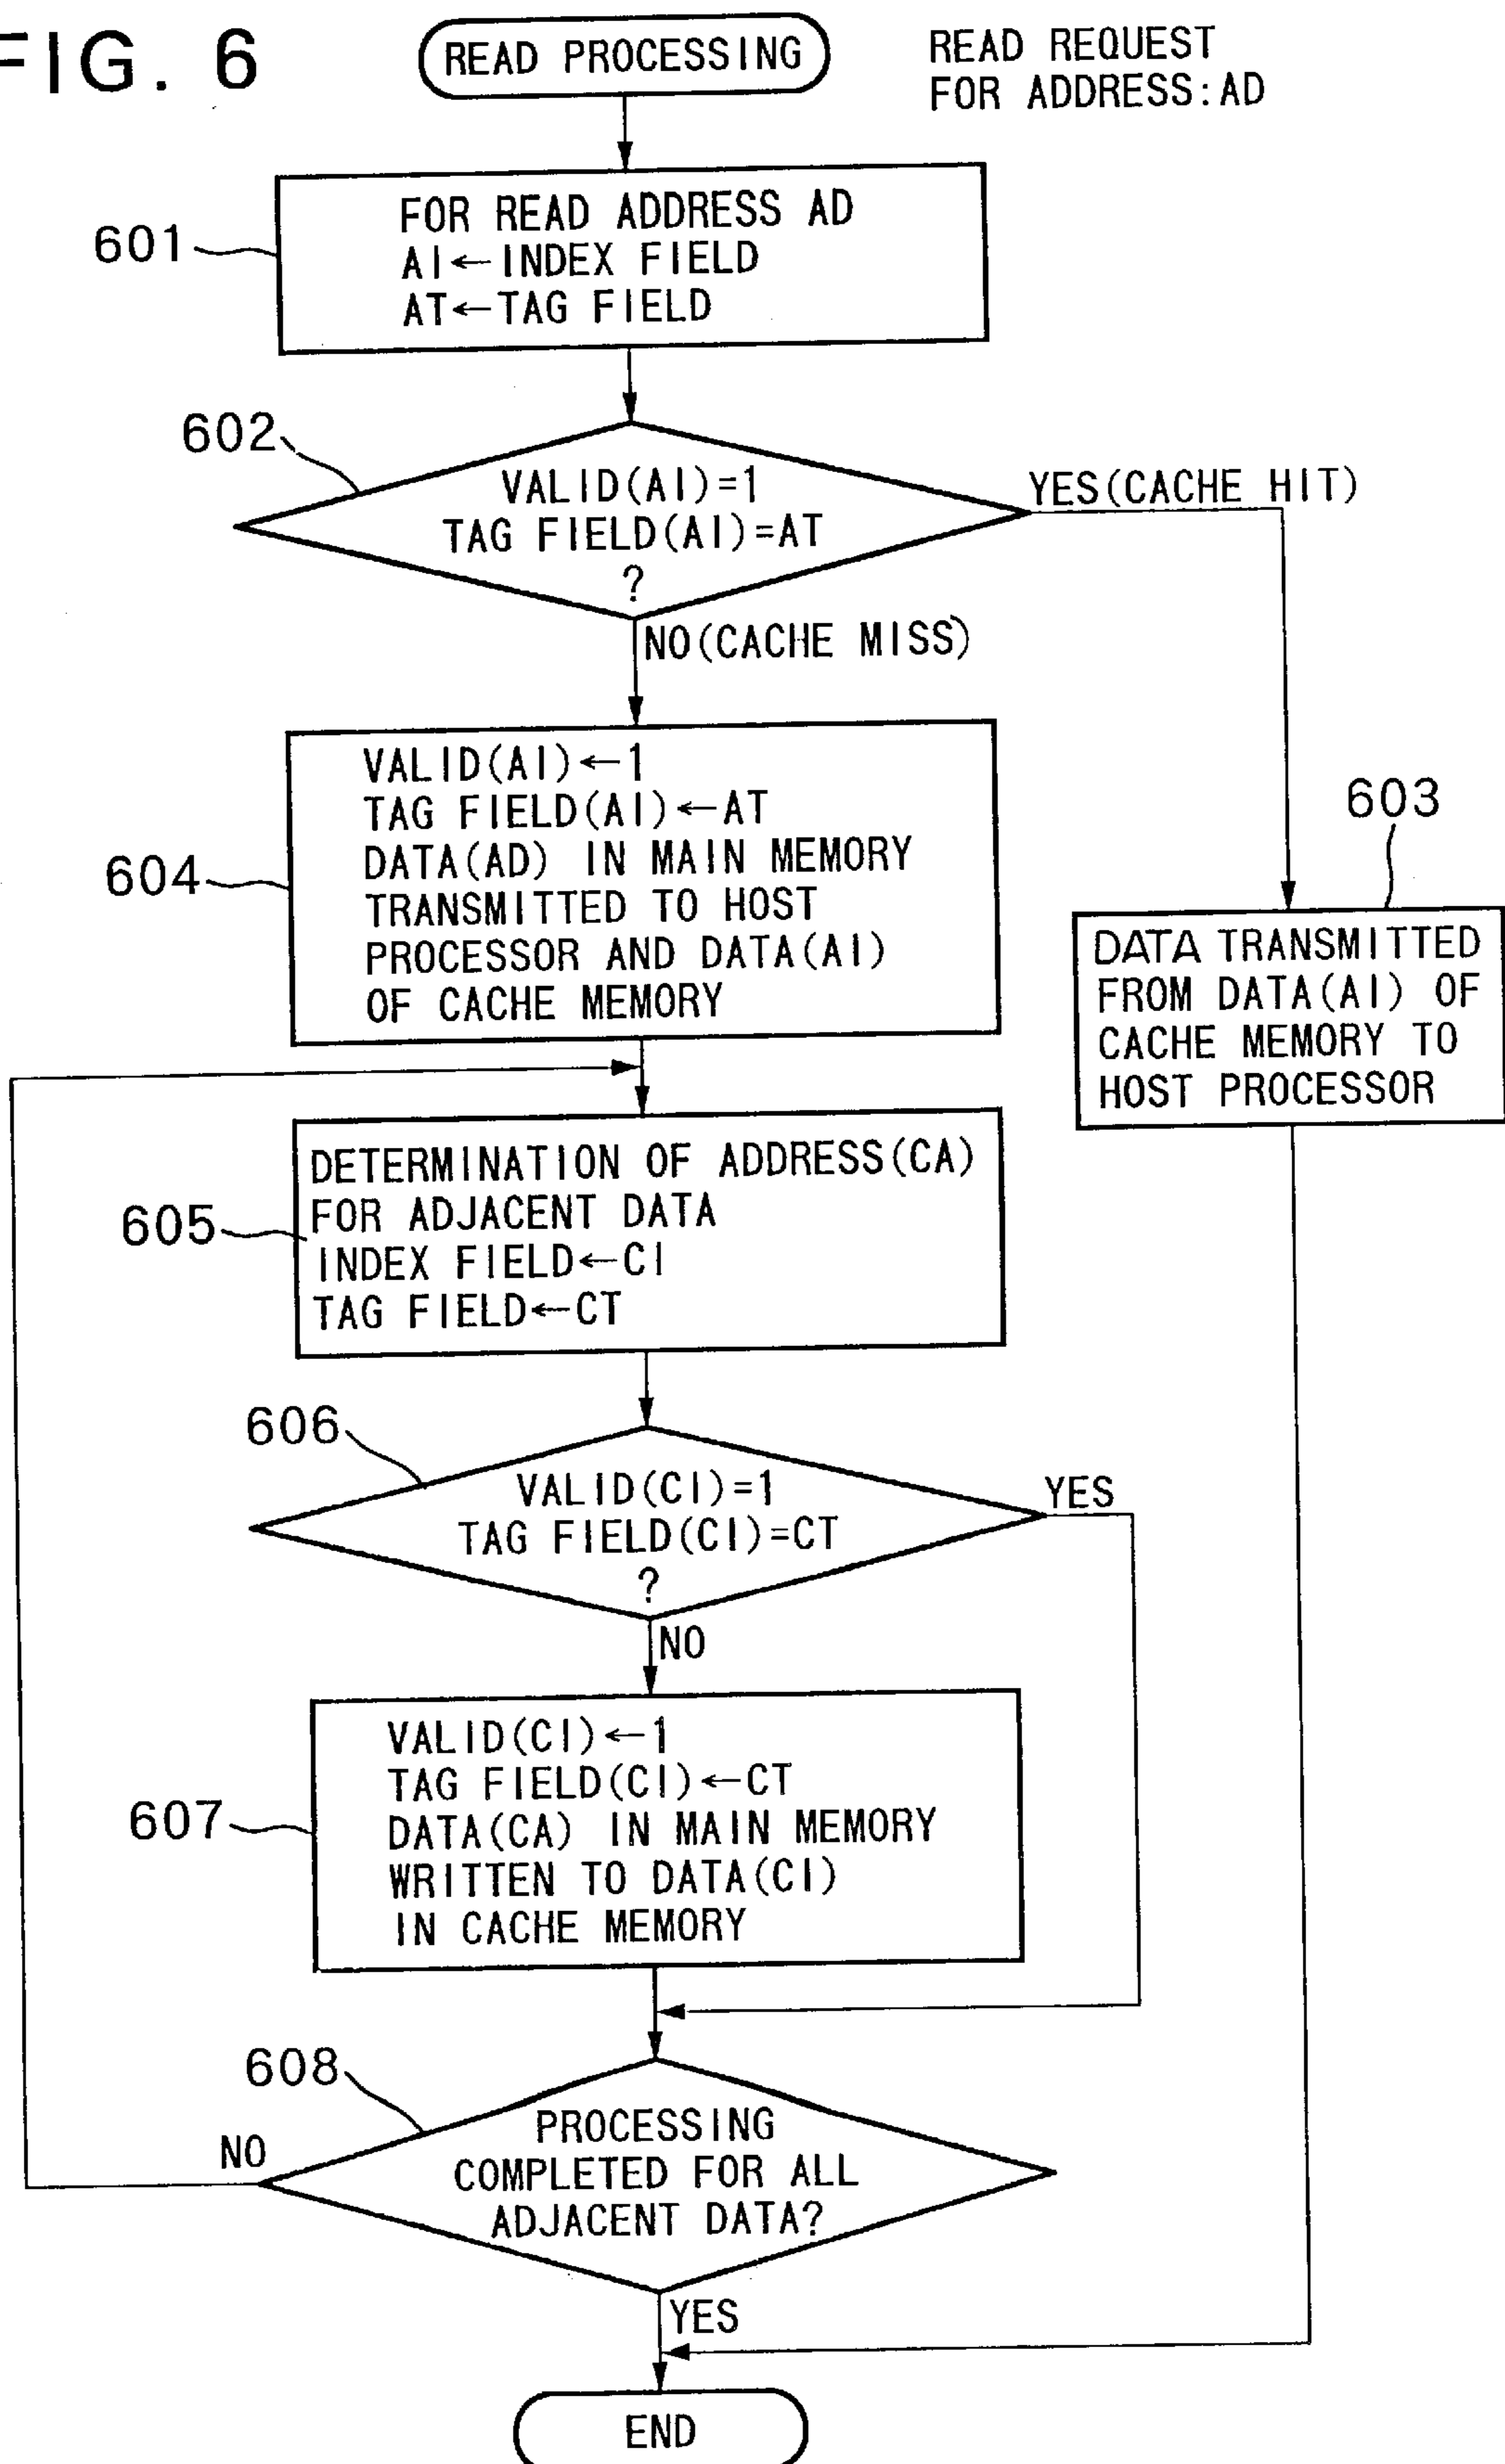 FIG. 6
READ PROCESSING
READ REQUEST
FOR ADDRESS:AD
601
FOR READ ADDRESS AD
AI←INDEX FIELD
AT←TAG FIELD
602
VALID(AI)=1
TAG FIELD(AI)=AT
?
YES(CACHE HIT)
NO(CACHE MISS)
604
VALID(AI)←1
TAG FIELD(AI)←AT
DATA(AD) IN MAIN MEMORY
TRANSMITTED TO HOST
PROCESSOR AND DATA(AI)
OF CACHE MEMORY
603
DATA TRANSMITTED
FROM DATA(AI) OF
CACHE MEMORY TO
HOST PROCESSOR
605
DETERMINATION OF ADDRESS(CA)
FOR ADJACENT DATA
INDEX FIELD←CI
TAG FIELD←CT
606
VALID(CI)=1
TAG FIELD(CI)=CT
?
YES
NO
607
VALID(CI)←1
TAG FIELD(CI)←CT
DATA(CA) IN MAIN MEMORY
WRITTEN TO DATA(CI)
IN CACHE MEMORY
608
PROCESSING
COMPLETED FOR ALL
ADJACENT DATA?
NO
YES
END